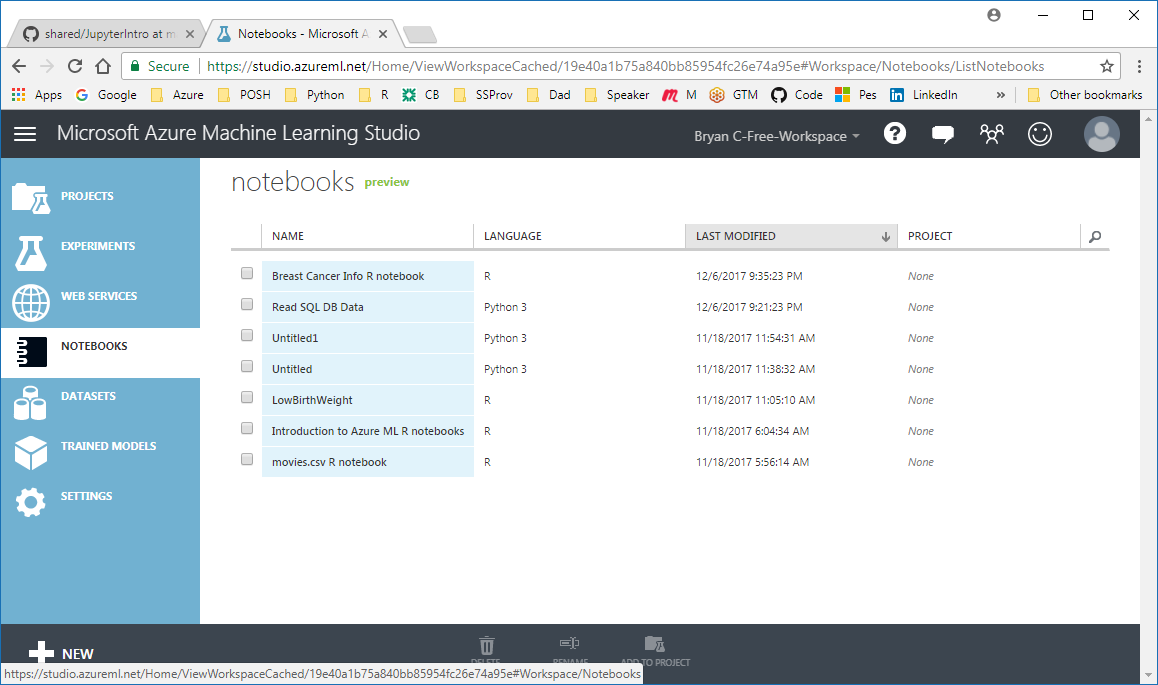 shared/JupyterIntro at m
Notebooks - Microsoft A
Secure https://studio.azureml.net/Home/ViewWorkspaceCached/19e40a1b75a840bb85954fc26e74a95e#Workspace/Notebooks/ListNotebooks
Apps Google Azure POSH Python R CB SSProv Dad Speaker M GTM Code Pes LinkedIn » Other bookmarks
Microsoft Azure Machine Learning Studio Bryan C-Free-Workspace
notebooks preview
PROJECTS
EXPERIMENTS
WEB SERVICES
NOTEBOOKS
DATASETS
TRAINED MODELS
SETTINGS
NAME LANGUAGE LAST MODIFIED PROJECT
Breast Cancer Info R notebook R 12/6/2017 9:35:23 PM None
Read SQL DB Data Python 3 12/6/2017 9:21:23 PM None
Untitled1 Python 3 11/18/2017 11:54:31 AM None
Untitled Python 3 11/18/2017 11:38:32 AM None
LowBirthWeight R 11/18/2017 11:05:10 AM None
Introduction to Azure ML R notebooks R 11/18/2017 6:04:34 AM None
movies.csv R notebook R 11/18/2017 5:56:14 AM None
NEW DELETE RENAME ADD TO PROJECT
https://studio.azureml.net/Home/ViewWorkspaceCached/19e40a1b75a840bb85954fc26e74a95e#Workspace/Notebooks